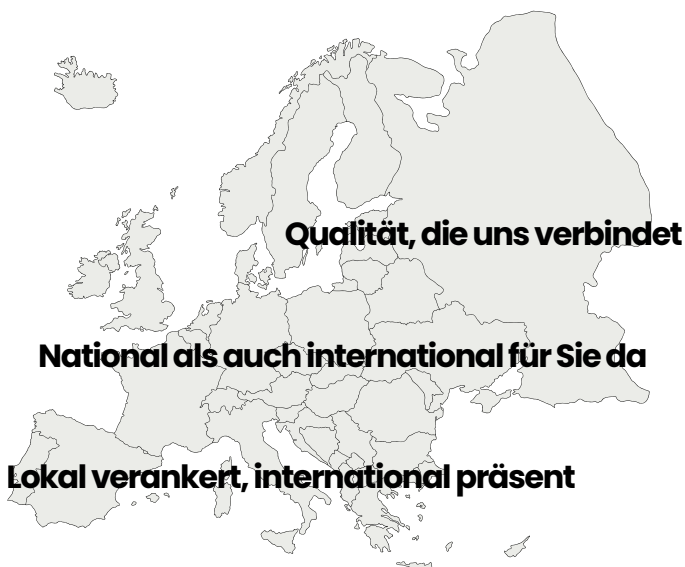 Qualität, die uns verbindet
National als auch international für Sie da
Lokal verankert, international präsent